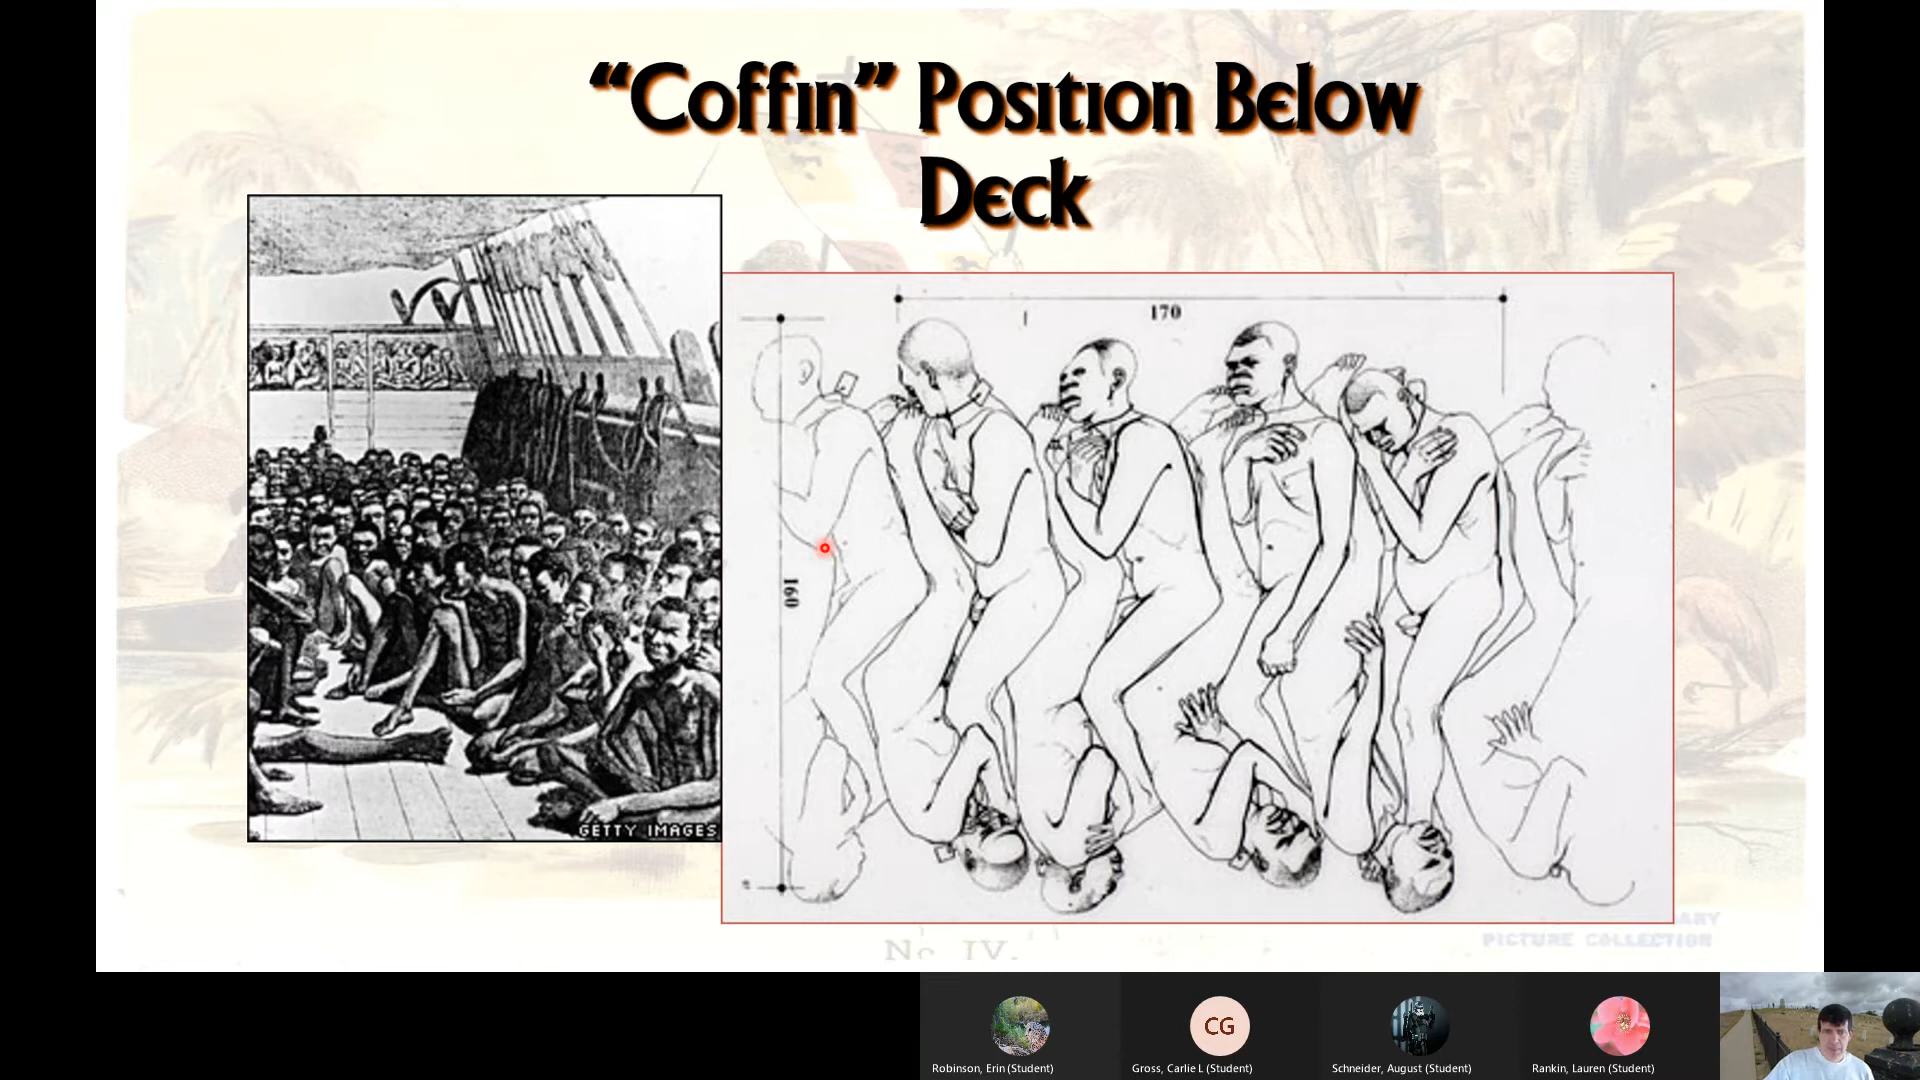 “Coffin” Position Below
Deck
170
160
GETTY IMAGES
No. IV.
PICTURE COLLECTION
CG
Robinson, Erin (Student)
Gross, Carlie L (Student)
Schneider, August (Student)
Rankin, Lauren (Student)